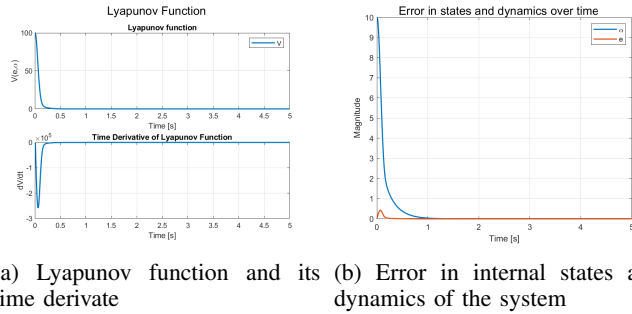 Lyapunov Function
Lyapunov function
V
V(e,α)
100
50
0
0 0.5 1 1.5 2 2.5 3 3.5 4 4.5 5
Time [s]
×10⁵
Time Derivative of Lyapunov Function
dV/dt
0
-1
-2
-3
0 0.5 1 1.5 2 2.5 3 3.5 4 4.5 5
Time [s]
a) Lyapunov function and its
ime derivate
Error in states and dynamics over time
α
e
Magnitude
10
9
8
7
6
5
4
3
2
1
0
0 1 2 3 4 5
Time [s]
(b) Error in internal states a
dynamics of the system